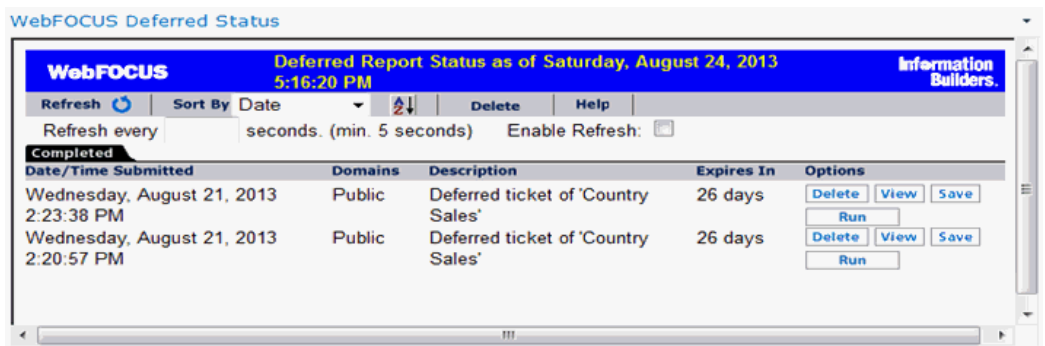 WebFOCUS Deferred Status
WebFOCUS
Deferred Report Status as of Saturday, August 24, 2013
5:16:20 PM
Information
Builders.
Refresh Sort By Date Delete Help
Refresh every seconds. (min. 5 seconds) Enable Refresh:
Completed
Date/Time Submitted Domains Description Expires In Options
Wednesday, August 21, 2013 Public Deferred ticket of 'Country 26 days Delete View Save
2:23:38 PM Sales' Run
Wednesday, August 21, 2013 Public Deferred ticket of 'Country 26 days Delete View Save
2:20:57 PM Sales' Run